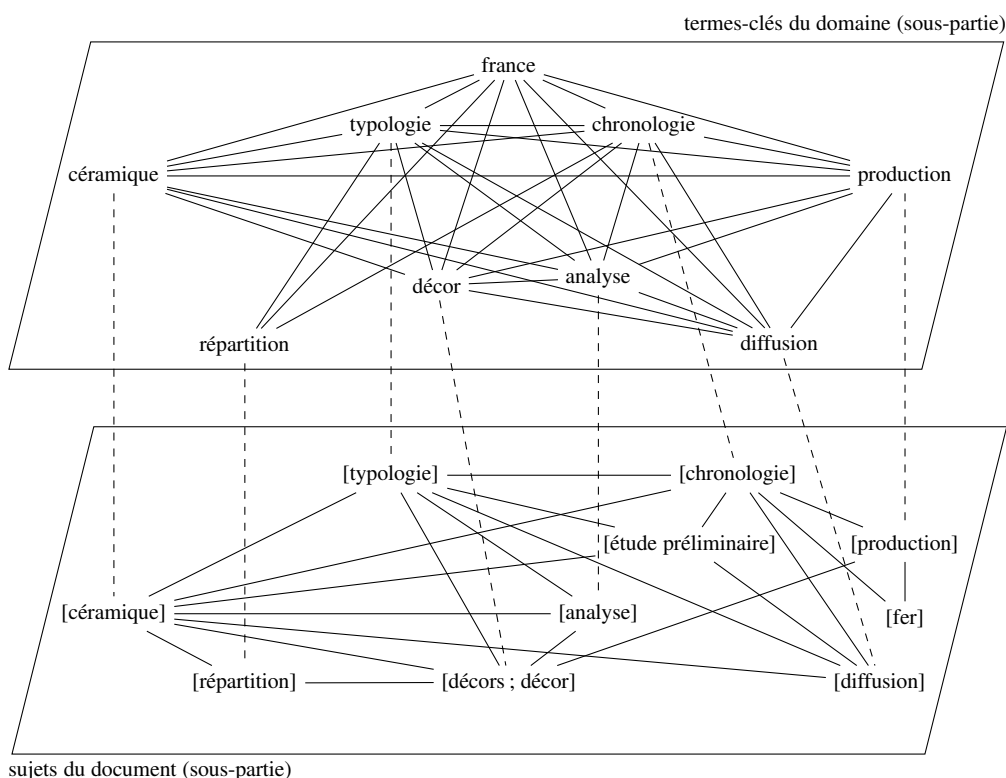 termes-clés du domaine (sous-partie)
france
typologie chronologie
céramique production
décor analyse
répartition diffusion
[typologie] [chronologie]
[étude préliminaire] [production]
[céramique] [analyse] [fer]
[répartition] [décors ; décor] [diffusion]
sujets du document (sous-partie)